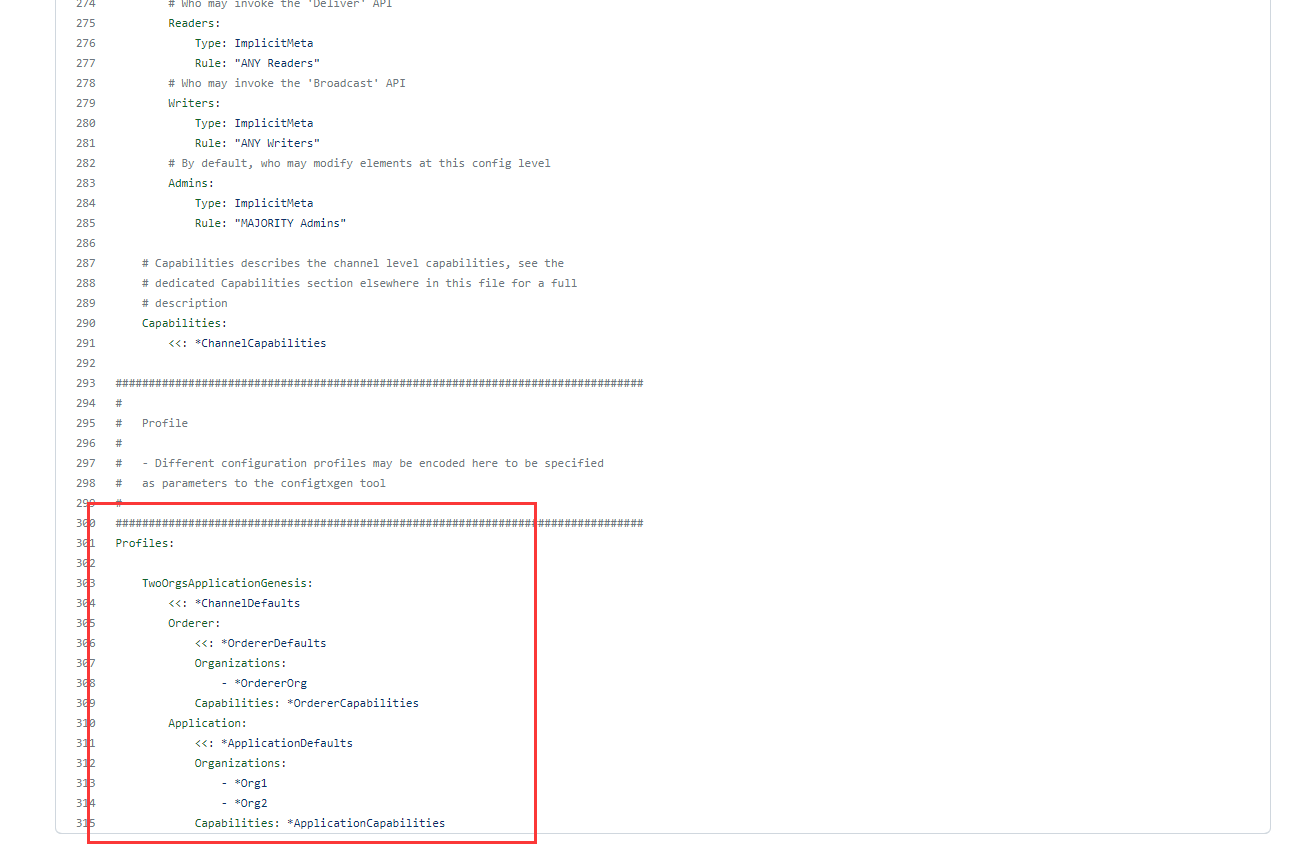 274         # Who may invoke the 'Deliver' API
275         Readers:
276             Type: ImplicitMeta
277             Rule: "ANY Readers"
278         # Who may invoke the 'Broadcast' API
279         Writers:
280             Type: ImplicitMeta
281             Rule: "ANY Writers"
282         # By default, who may modify elements at this config level
283         Admins:
284             Type: ImplicitMeta
285             Rule: "MAJORITY Admins"
286
287     # Capabilities describes the channel level capabilities, see the
288     # dedicated Capabilities section elsewhere in this file for a full
289     # description
290     Capabilities:
291         <<: *ChannelCapabilities
292
293 ################################################################################
294 #
295 #   Profile
296 #
297 #   - Different configuration profiles may be encoded here to be specified
298 #   as parameters to the configtxgen tool
299 #
300 ################################################################################
301 Profiles:
302
303     TwoOrgsApplicationGenesis:
304         <<: *ChannelDefaults
305         Orderer:
306             <<: *OrdererDefaults
307             Organizations:
308                 - *OrdererOrg
309             Capabilities: *OrdererCapabilities
310         Application:
311             <<: *ApplicationDefaults
312             Organizations:
313                 - *Org1
314                 - *Org2
315             Capabilities: *ApplicationCapabilities